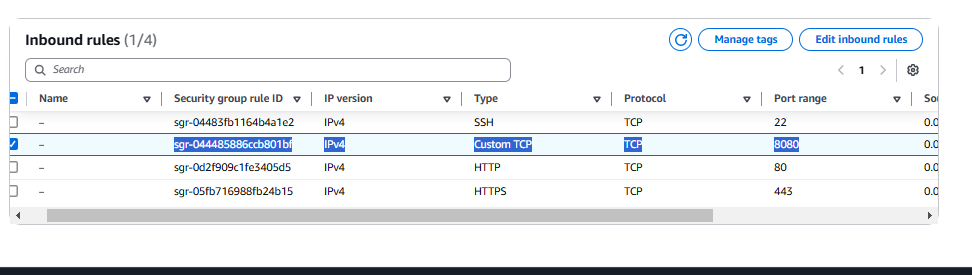 Inbound rules (1/4)
Manage tags
Edit inbound rules
Search
1
Name Security group rule ID IP version Type Protocol Port range So
– sgr-04483fb1164b4a1e2 IPv4 SSH TCP 22 0.0
– sgr-044485886ccb801bf IPv4 Custom TCP TCP 8080 0.0
– sgr-0d2f909c1fe3405d5 IPv4 HTTP TCP 80 0.0
– sgr-05fb716988fb24b15 IPv4 HTTPS TCP 443 0.0